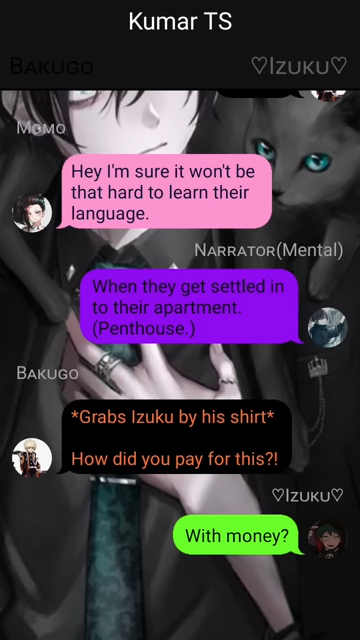 Kumar TS
Bakugo
♡Izuku♡
Momo
Hey I'm sure it won't be
that hard to learn their
language.
Narrator(Mental)
When they get settled in
to their apartment.
(Penthouse.)
Bakugo
*Grabs Izuku by his shirt*
How did you pay for this?!
♡Izuku♡
With money?